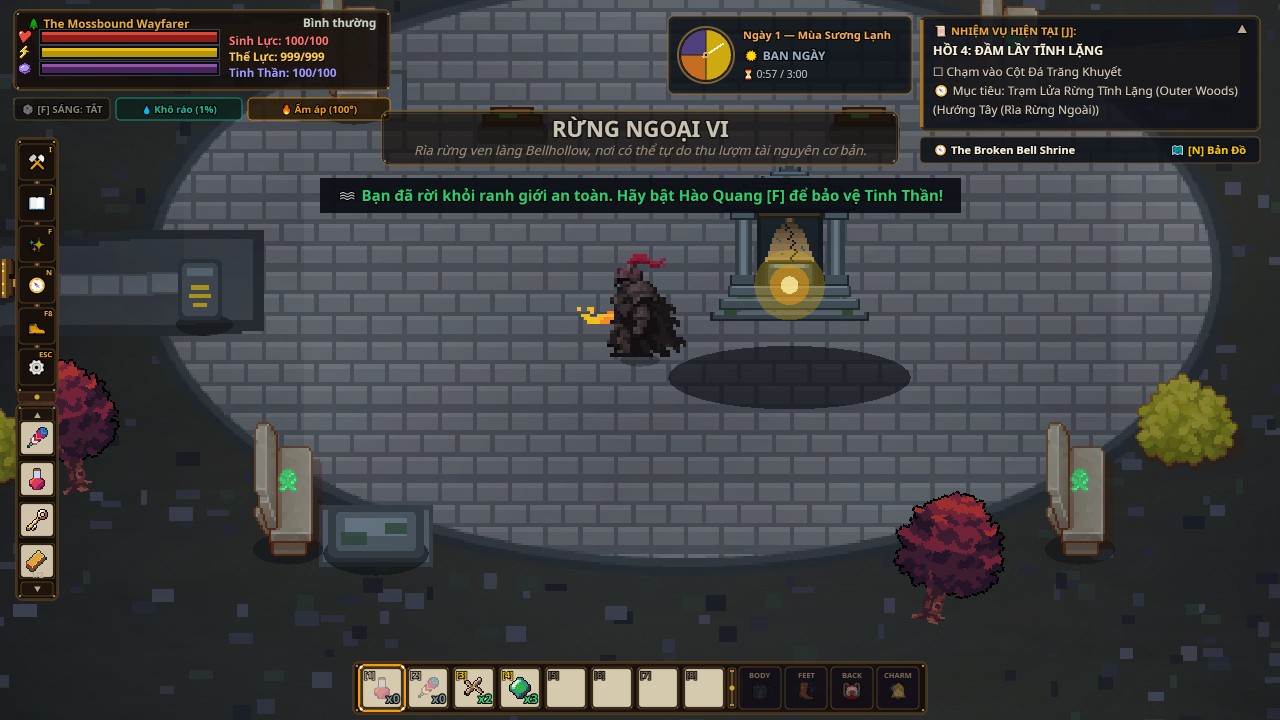 The Mossbound Wayfarer
Bình thường
Sinh Lực: 100/100
Thể Lực: 999/999
Tinh Thần: 100/100
[F] SÁNG: TẮT
Khô ráo (1%)
Ấm áp (100°)
Ngày 1 — Mùa Sương Lạnh
BAN NGÀY
0:57 / 3:00
NHIỆM VỤ HIỆN TẠI [J]:
HỒI 4: ĐẦM LẦY TĨNH LẶNG
Chạm vào Cột Đá Trăng Khuyết
Mục tiêu: Trạm Lửa Rừng Tĩnh Lặng (Outer Woods)
(Hướng Tây (Rìa Rừng Ngoài))
The Broken Bell Shrine
[N] Bản Đồ
RỪNG NGOẠI VI
Rìa rừng ven làng Bellhollow, nơi có thể tự do thu lượm tài nguyên cơ bản.
Bạn đã rời khỏi ranh giới an toàn. Hãy bật Hào Quang [F] để bảo vệ Tinh Thần!
I
J
F
N
F8
ESC
[1] x0
[2] x0
[3] x2
[4] x3
[5]
[6]
[7]
[8]
BODY
FEET
BACK
CHARM